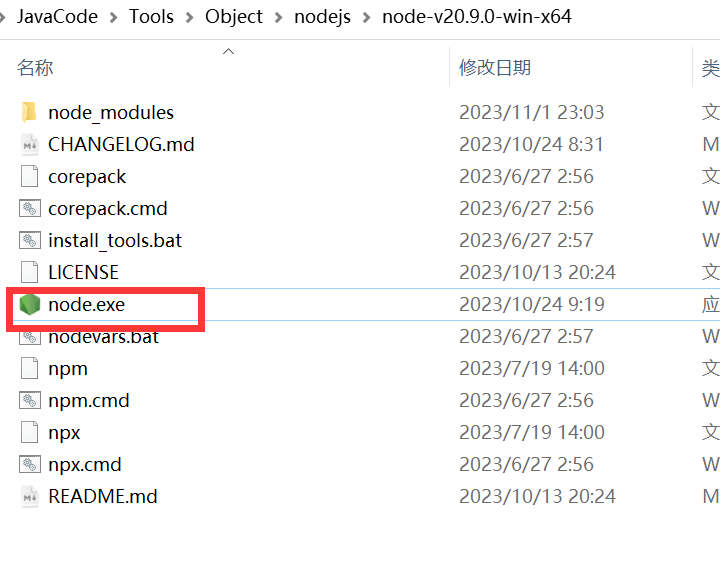 JavaCode > Tools > Object > nodejs > node-v20.9.0-win-x64
名称 修改日期 类
node_modules 2023/11/1 23:03 文
CHANGELOG.md 2023/10/24 8:31 M
corepack 2023/6/27 2:56 文
corepack.cmd 2023/6/27 2:56 W
install_tools.bat 2023/6/27 2:57 W
LICENSE 2023/10/13 20:24 文
node.exe 2023/10/24 9:19 应
nodevars.bat 2023/6/27 2:57 W
npm 2023/7/19 14:00 文
npm.cmd 2023/6/27 2:56 W
npx 2023/7/19 14:00 文
npx.cmd 2023/6/27 2:56 W
README.md 2023/10/13 20:24 M